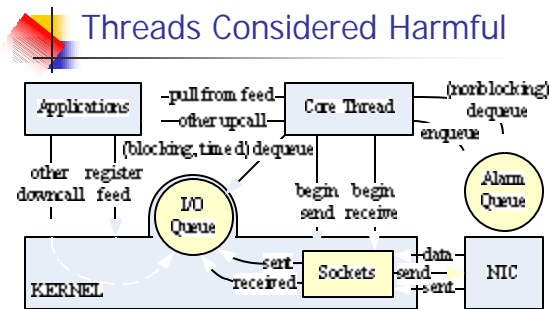 Threads Considered Harmful
Applications
pull from feed
other upcall
Core Thread
(nonblocking)
dequeue
enqueue
(blocking, timed) dequeue
other
downcall
register
feed
I/O
Queue
begin
send
begin
receive
Alarm
Queue
sent
received
Sockets
data
send
sent
NIC
KERNEL